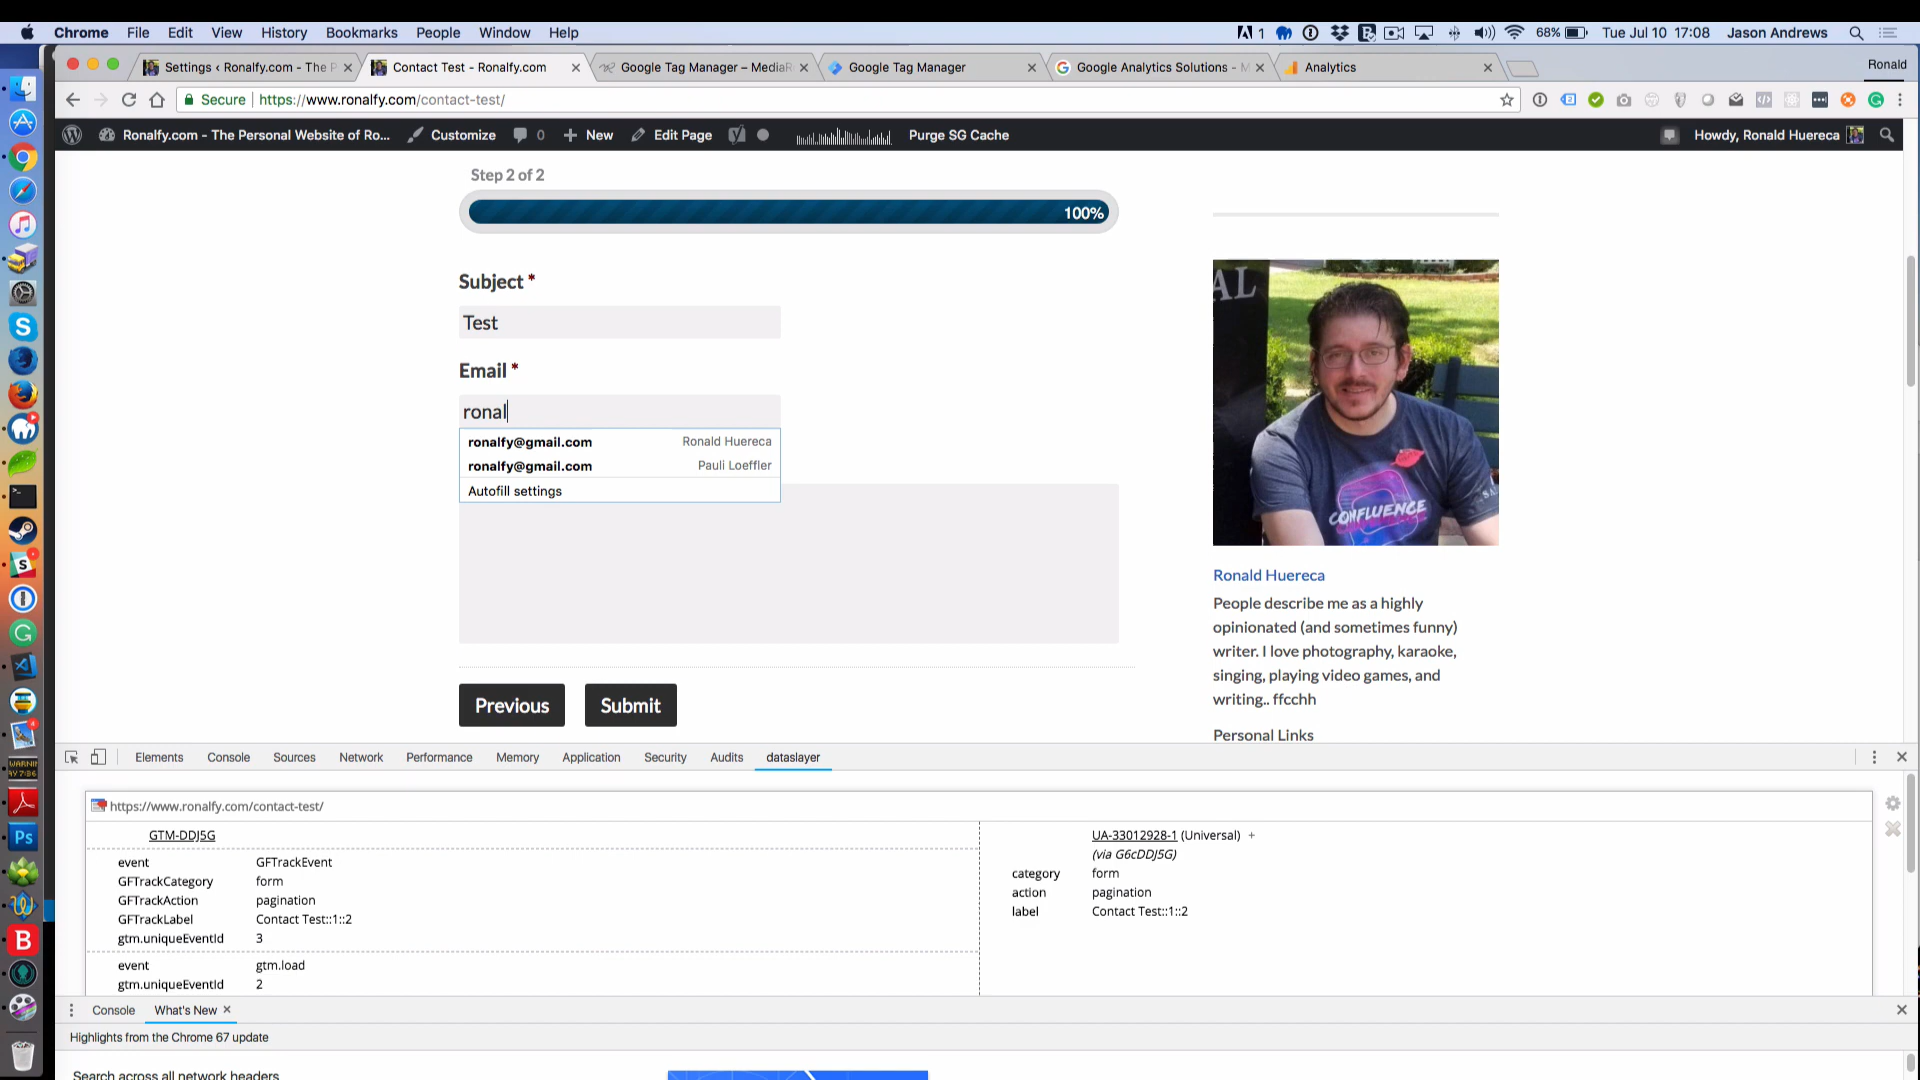 Chrome File Edit View History Bookmarks People Window Help
1 68% Tue Jul 10 17:08 Jason Andrews
Settings ‹ Ronalfy.com - The P
Contact Test - Ronalfy.com
Google Tag Manager – MediaR
Google Tag Manager
Google Analytics Solutions - M
Analytics
Ronald
Secure https://www.ronalfy.com/contact-test/
Ronalfy.com - The Personal Website of Ro... Customize 0 New Edit Page Purge SG Cache Howdy, Ronald Huereca
Step 2 of 2
100%
Subject *
Test
Email *
ronal
ronalfy@gmail.com Ronald Huereca
ronalfy@gmail.com Pauli Loeffler
Autofill settings
Previous Submit
AL
CONFLUENCE
Ronald Huereca
People describe me as a highly
opinionated (and sometimes funny)
writer. I love photography, karaoke,
singing, playing video games, and
writing.. ffcchh
Personal Links
Elements Console Sources Network Performance Memory Application Security Audits dataslayer
https://www.ronalfy.com/contact-test/
GTM-DDJ5G
event GFTrackEvent
GFTrackCategory form
GFTrackAction pagination
GFTrackLabel Contact Test::1::2
gtm.uniqueEventId 3
event gtm.load
gtm.uniqueEventId 2
UA-33012928-1 (Universal) +
(via G6cDDJ5G)
category form
action pagination
label Contact Test::1::2
Console What's New
Highlights from the Chrome 67 update
Search across all network headers